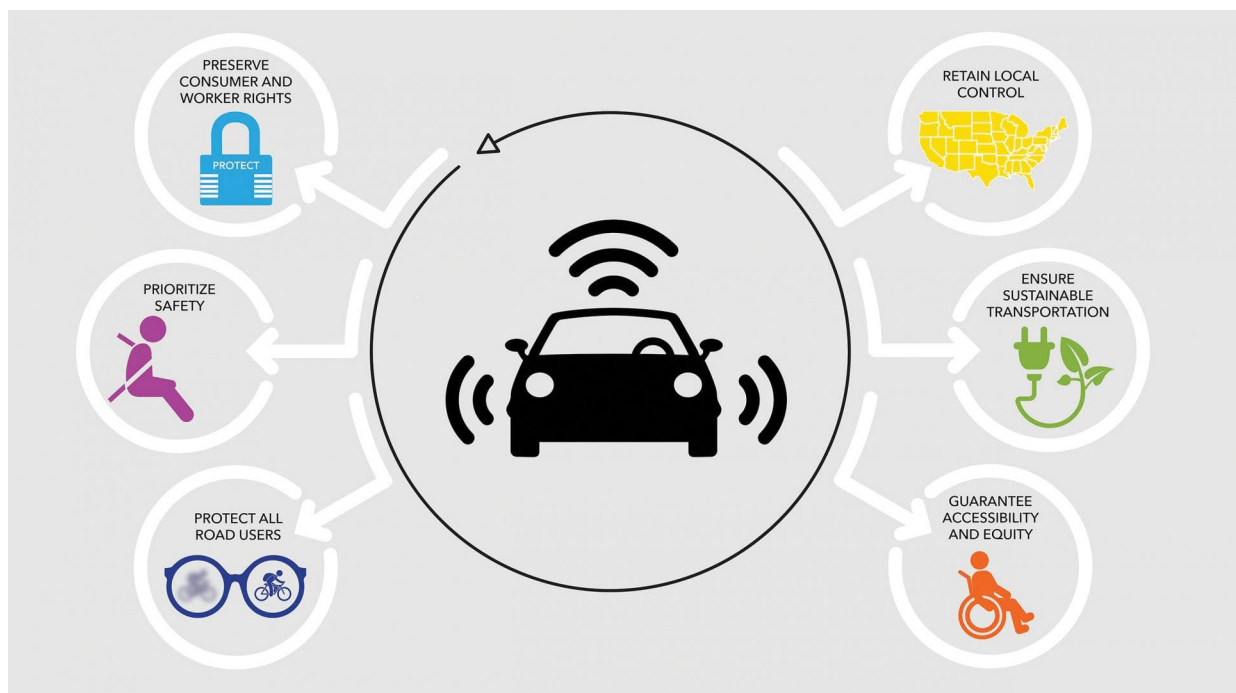 PRESERVE
CONSUMER AND
WORKER RIGHTS
PROTECT
PRIORITIZE
SAFETY
PROTECT ALL
ROAD USERS
RETAIN LOCAL
CONTROL
ENSURE
SUSTAINABLE
TRANSPORTATION
GUARANTEE
ACCESSIBILITY
AND EQUITY